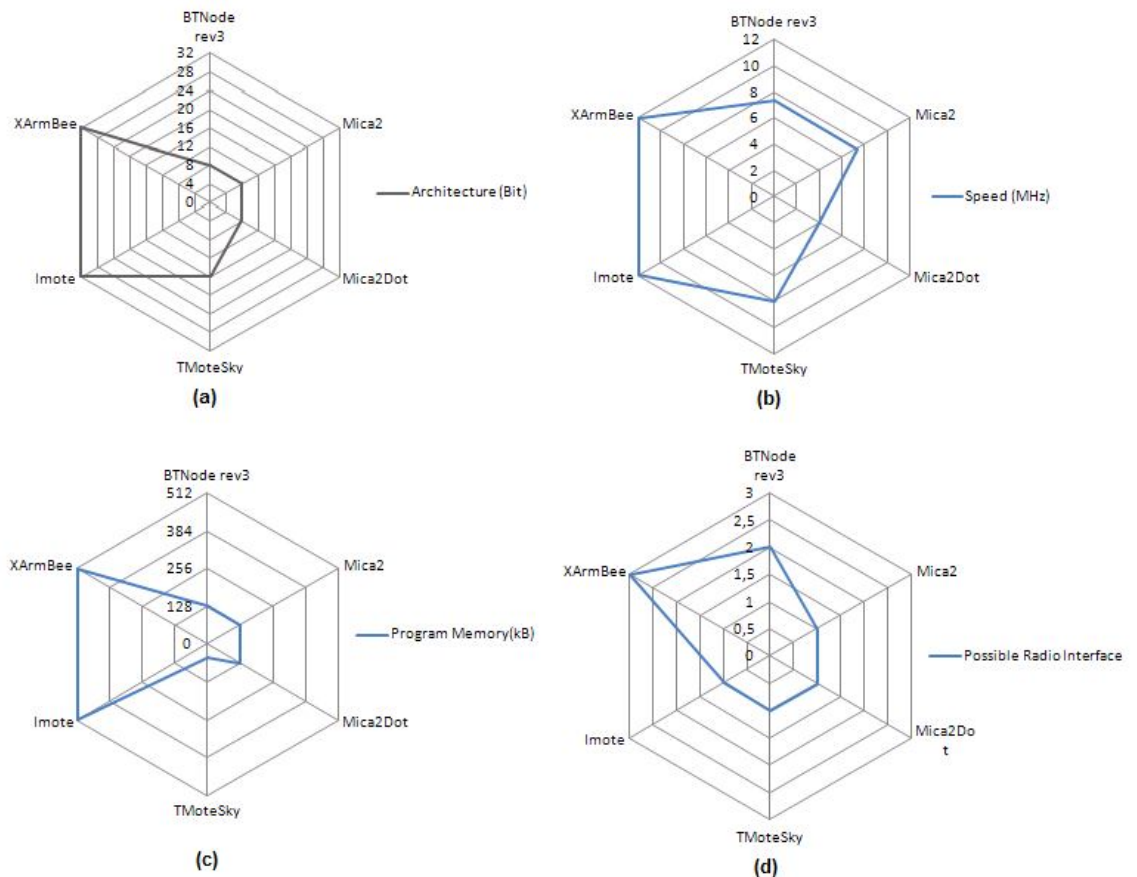 BTNode
rev3
32
28
24
20
16
12
8
4
0
XArmBee
Mica2
Architecture (Bit)
Imote
Mica2Dot
TMoteSky
(a)
BTNode rev3
12
10
8
6
4
2
0
XArmBee
Mica2
Speed (MHz)
Imote
Mica2Dot
TMoteSky
(b)
BTNode rev3
512
384
256
128
0
XArmBee
Mica2
Program Memory(kB)
Imote
Mica2Dot
TMoteSky
(c)
BTNode
rev3
3
2,5
2
1,5
1
0,5
0
XArmBee
Mica2
Possible Radio Interface
Imote
Mica2Do
t
TMoteSky
(d)